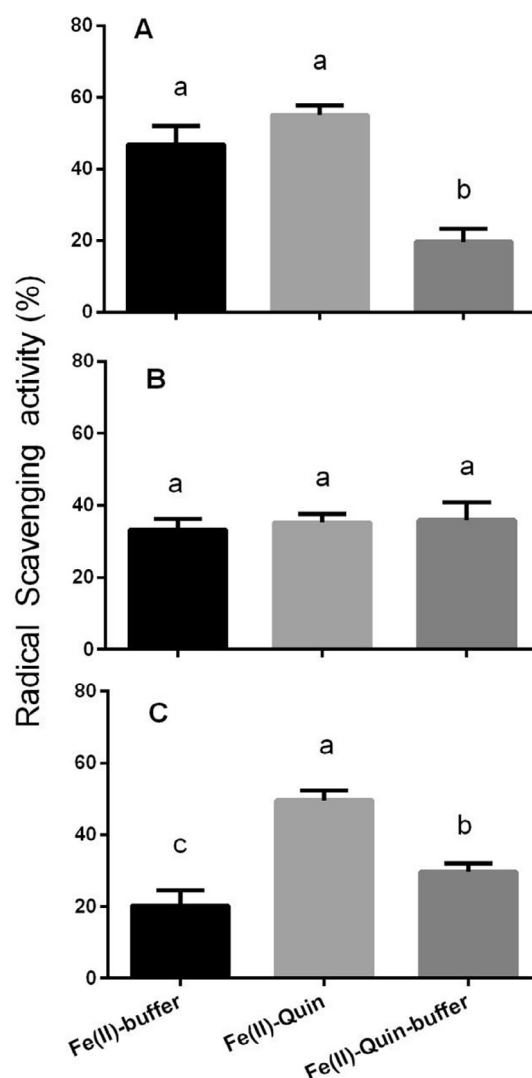 Radical Scavenging activity (%)
A
80
60
40
20
0
a
a
b
B
80
60
40
20
0
a
a
a
C
80
60
40
20
0
c
a
b
Fe(II)-buffer
Fe(II)-Quin
Fe(II)-Quin-buffer